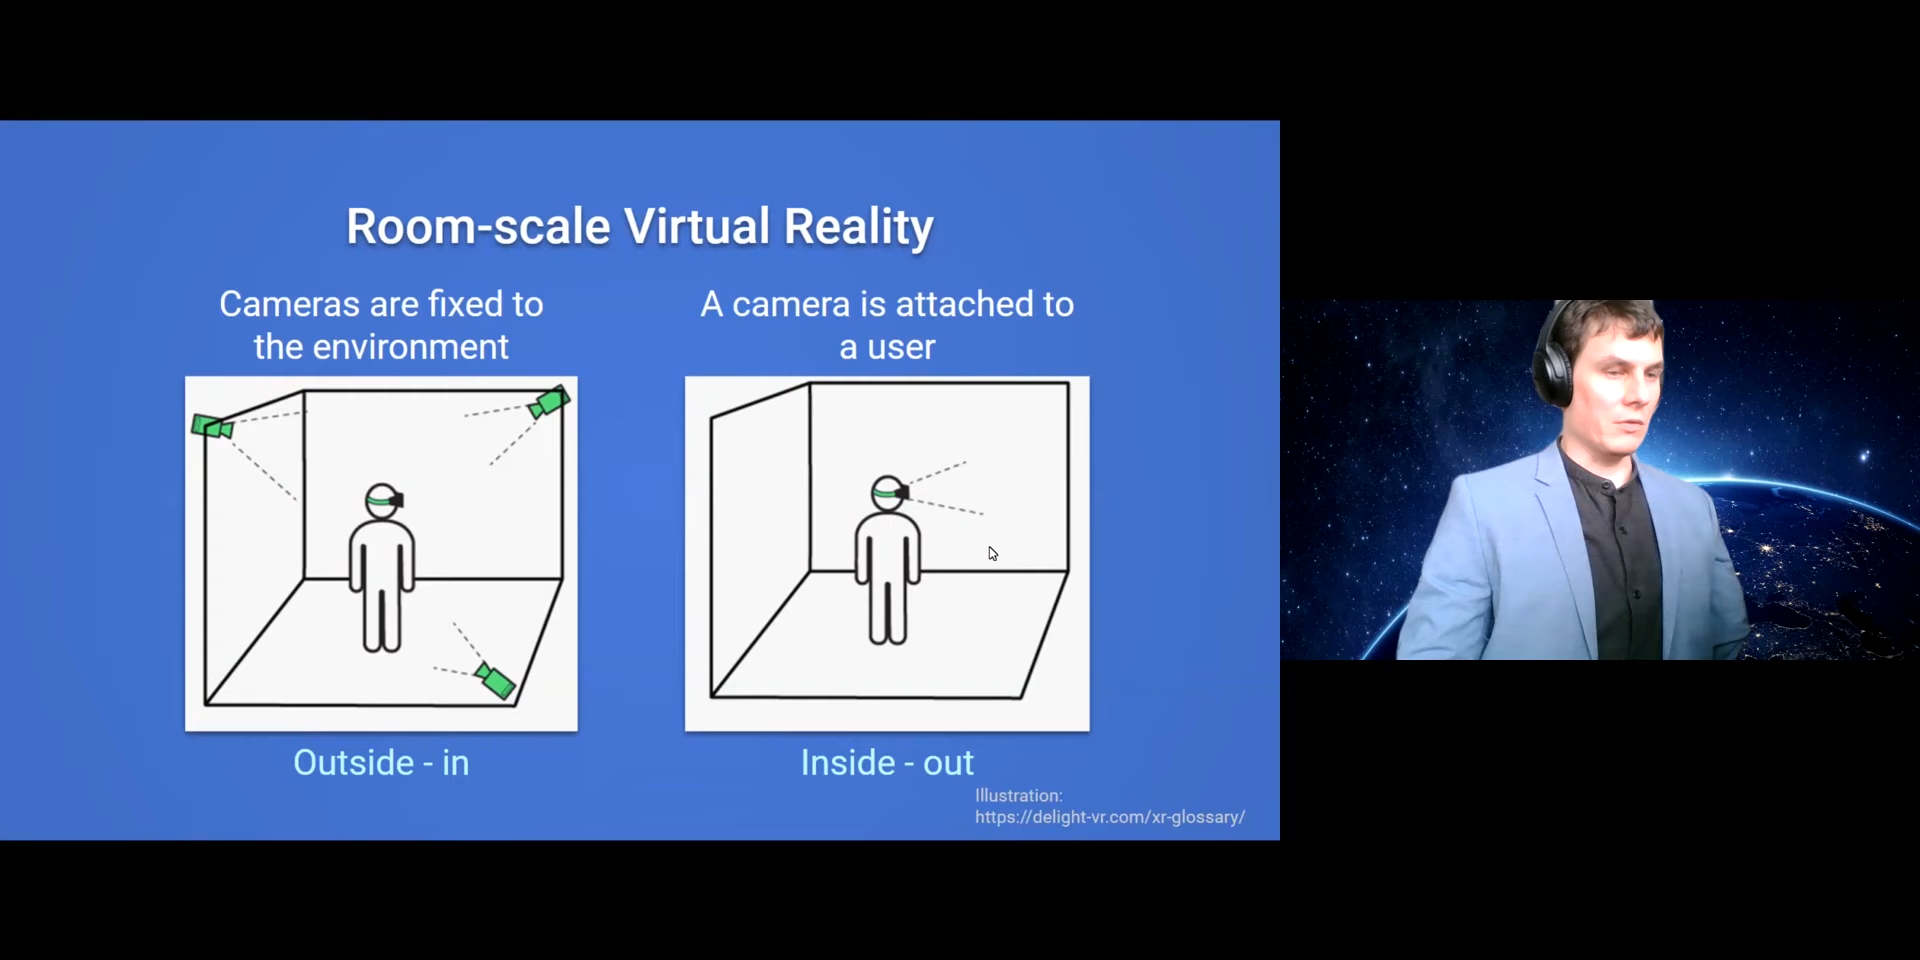 Room-scale Virtual Reality
Cameras are fixed to
the environment
A camera is attached to
a user
Outside - in
Inside - out
Illustration:
https://delight-vr.com/xr-glossary/